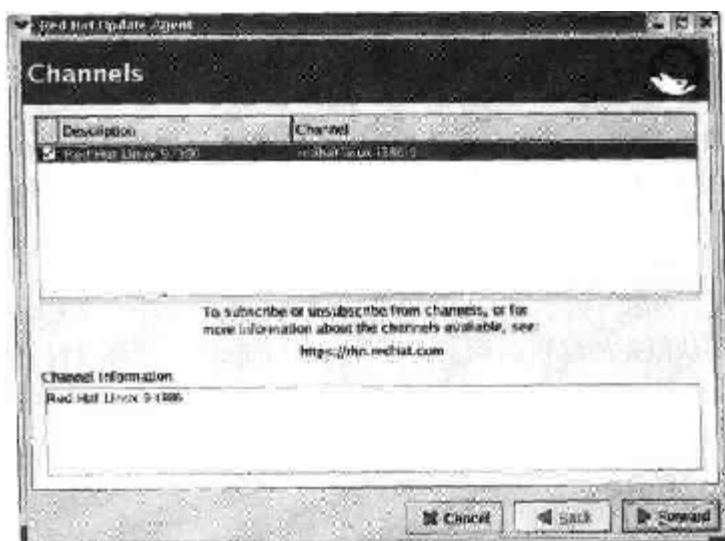 Red Hat Update Agent
Channels
Description Channel
Red Hat Linux 9 i386 redhat-linux-i386-9
To subscribe or unsubscribe from channels, or for
more information about the channels available, see:
https://rhn.redhat.com
Channel Information
Red Hat Linux 9 i386
Cancel Back Forward